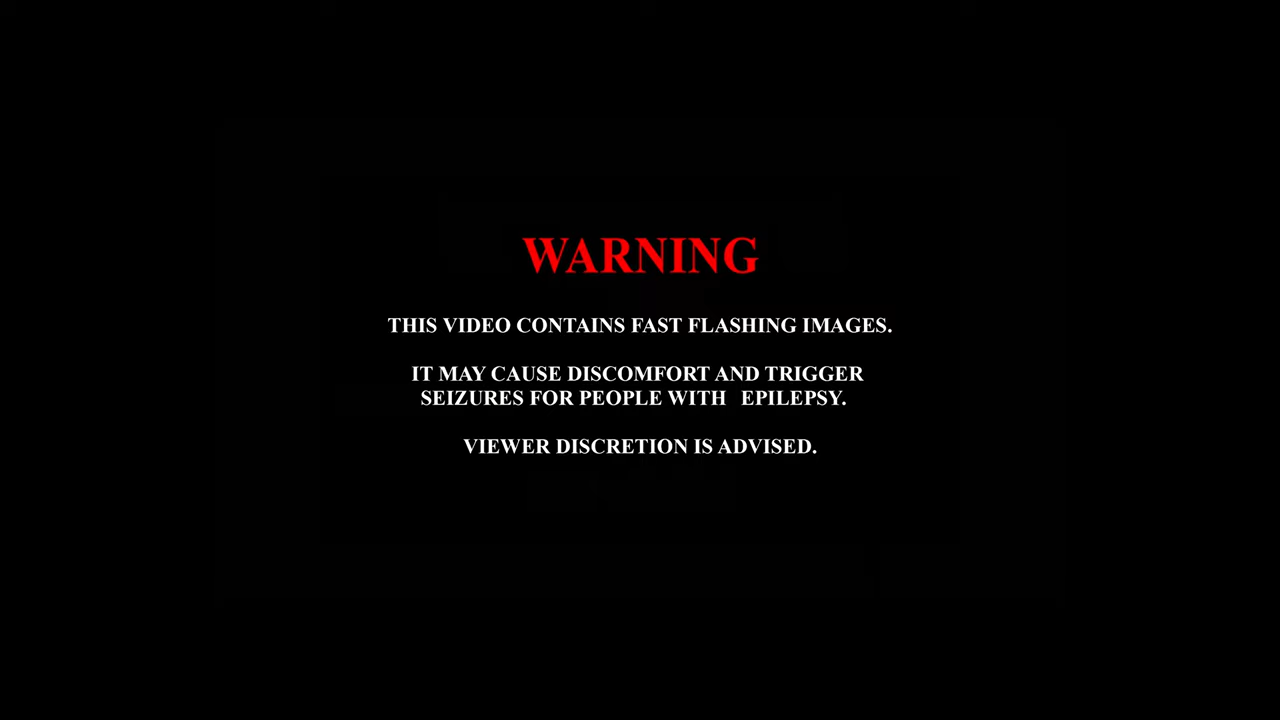 WARNING
THIS VIDEO CONTAINS FAST FLASHING IMAGES.
IT MAY CAUSE DISCOMFORT AND TRIGGER
SEIZURES FOR PEOPLE WITH EPILEPSY.
VIEWER DISCRETION IS ADVISED.